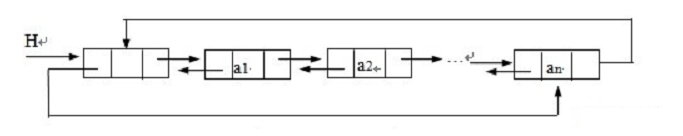 H↵
a1 a2↵ ...↵ an